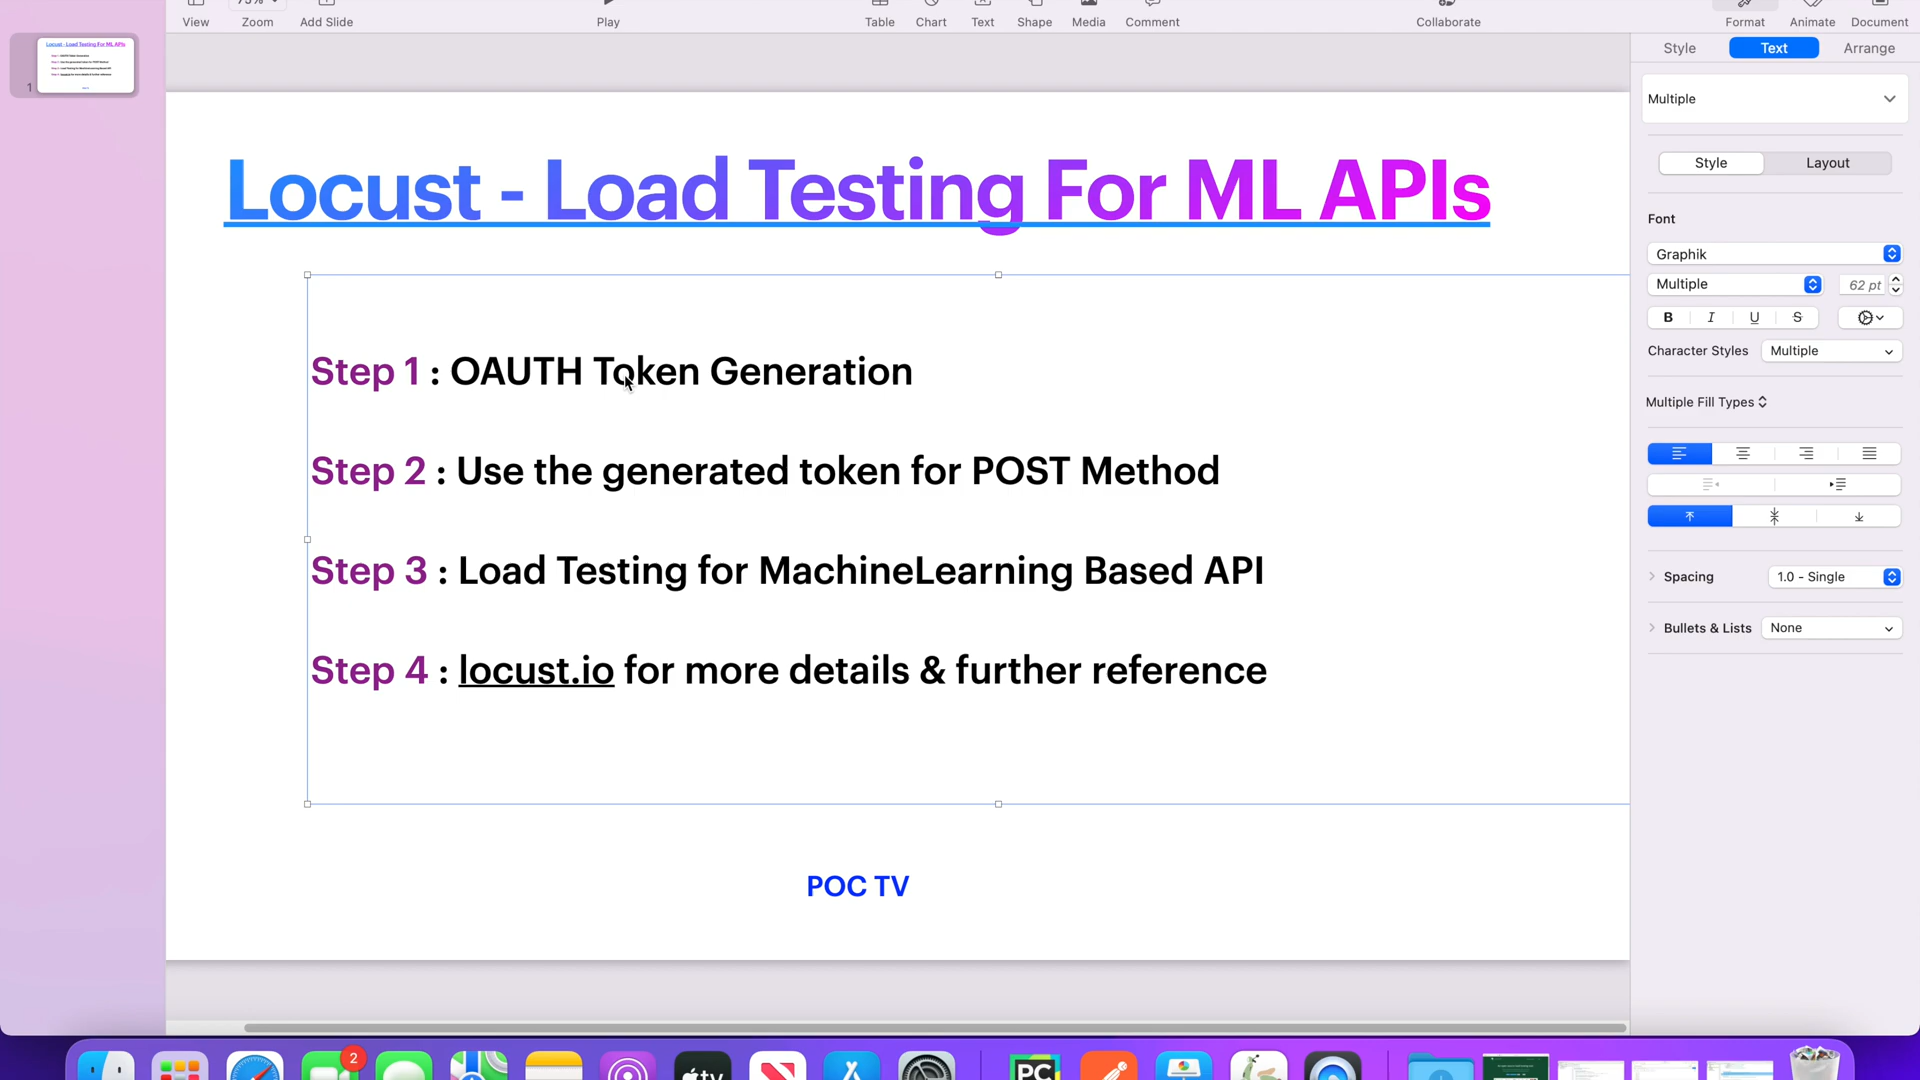 View
Zoom
Add Slide
Play
Table
Chart
Text
Shape
Media
Comment
Collaborate
Format
Animate
Document
Style
Text
Arrange
1
Multiple
Style
Layout
Locust - Load Testing For ML APIs
Font
Graphik
Multiple
62 pt
B I U S
Character Styles
Multiple
Step 1 : OAUTH Token Generation
Multiple Fill Types
Step 2 : Use the generated token for POST Method
Step 3 : Load Testing for MachineLearning Based API
Spacing
1.0 - Single
Bullets & Lists
None
Step 4 : locust.io for more details & further reference
POC TV
2
tv
PC